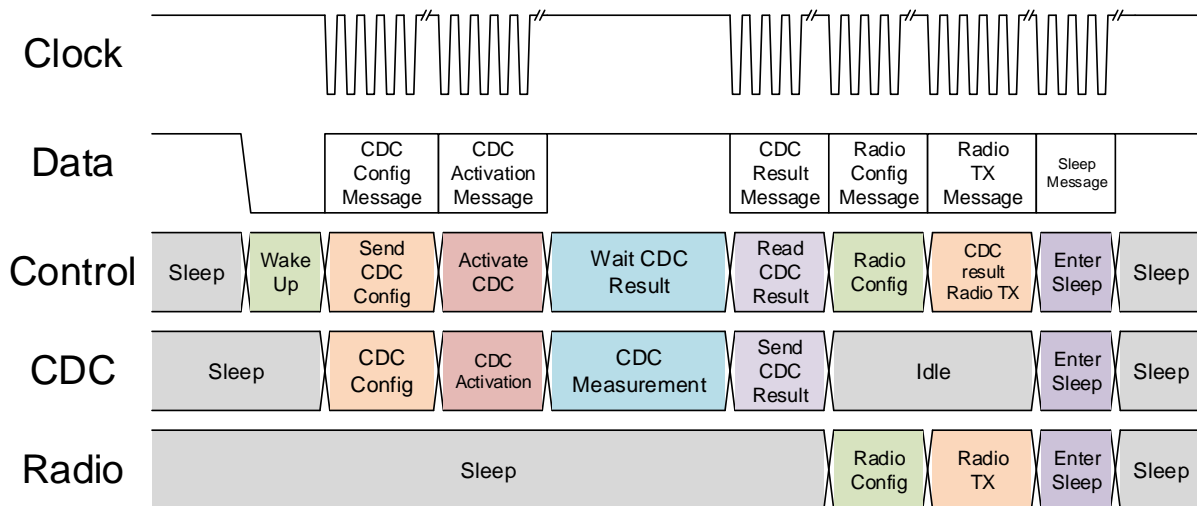 Clock
Data
CDC
Config
Message
CDC
Activation
Message
CDC
Result
Message
Radio
Config
Message
Radio
TX
Message
Sleep
Message
Control
Sleep
Wake
Up
Send
CDC
Config
Activate
CDC
Wait CDC
Result
Read
CDC
Result
Radio
Config
CDC
result
Radio TX
Enter
Sleep
Sleep
CDC
Sleep
CDC
Config
CDC
Activation
CDC
Measurement
Send
CDC
Result
Idle
Enter
Sleep
Sleep
Radio
Sleep
Radio
Config
Radio
TX
Enter
Sleep
Sleep